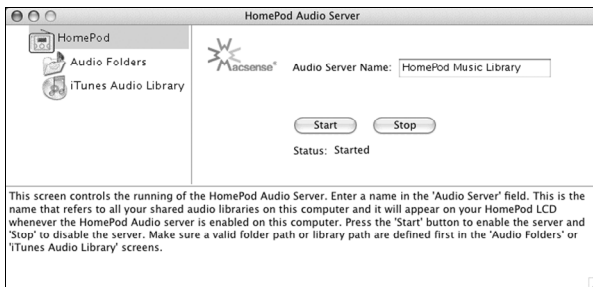 HomePod Audio Server
HomePod
Audio Folders
iTunes Audio Library
Macsense
Audio Server Name: HomePod Music Library
Start Stop
Status: Started
This screen controls the running of the HomePod Audio Server. Enter a name in the 'Audio Server' field. This is the
name that refers to all your shared audio libraries on this computer and it will appear on your HomePod LCD
whenever the HomePod Audio server is enabled on this computer. Press the 'Start' button to enable the server and
'Stop' to disable the server. Make sure a valid folder path or library path are defined first in the 'Audio Folders' or
'iTunes Audio Library' screens.